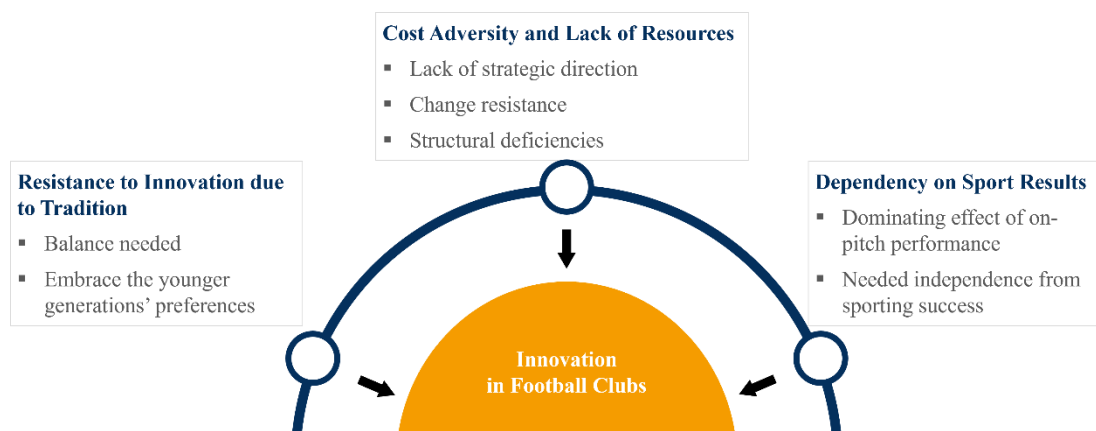 Cost Adversity and Lack of Resources
▪ Lack of strategic direction
▪ Change resistance
▪ Structural deficiencies
Resistance to Innovation due
to Tradition
▪ Balance needed
▪ Embrace the younger
generations’ preferences
Dependency on Sport Results
▪ Dominating effect of on-
pitch performance
▪ Needed independence from
sporting success
Innovation
in Football Clubs